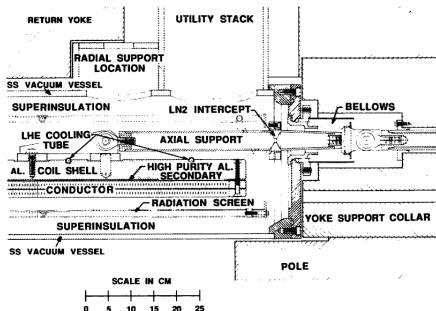 RETURN YOKE
UTILITY STACK
RADIAL SUPPORT
LOCATION
SS VACUUM VESSEL
SUPERINSULATION
LN2 INTERCEPT
BELLOWS
LHE COOLING
TUBE
AXIAL SUPPORT
AL. COIL SHELL
HIGH PURITY AL.
SECONDARY
CONDUCTOR
RADIATION SCREEN
SUPERINSULATION
YOKE SUPPORT COLLAR
SS VACUUM VESSEL
POLE
SCALE IN CM
0 5 10 15 20 25